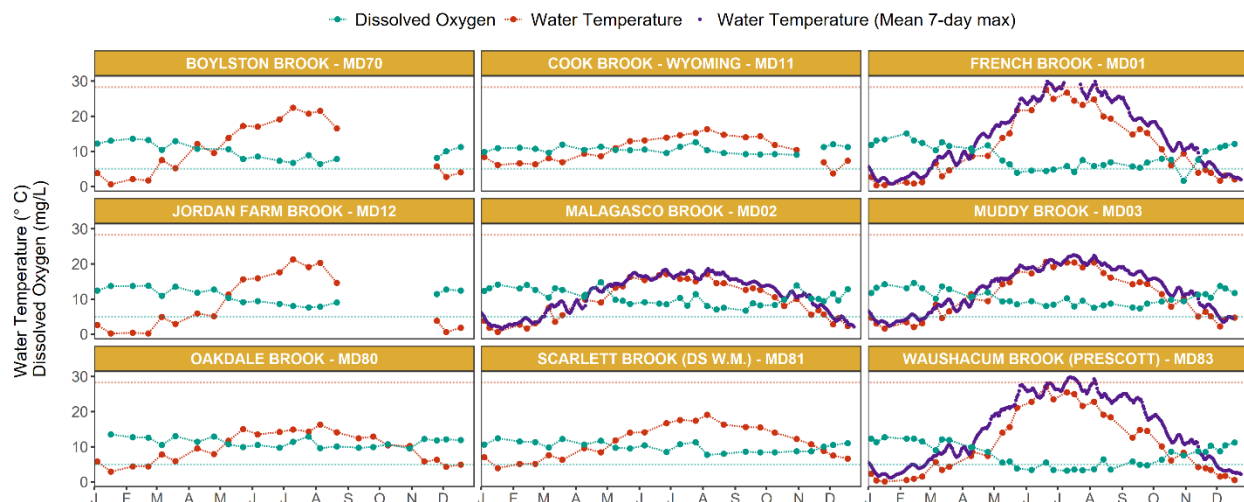 Dissolved Oxygen Water Temperature Water Temperature (Mean 7-day max)
Water Temperature (° C)
Dissolved Oxygen (mg/L)
BOYLSTON BROOK - MD70 COOK BROOK - WYOMING - MD11 FRENCH BROOK - MD01
30
20
10
0
JORDAN FARM BROOK - MD12 MALAGASCO BROOK - MD02 MUDDY BROOK - MD03
30
20
10
0
OAKDALE BROOK - MD80 SCARLETT BROOK (DS W.M.) - MD81 WAUSHACUM BROOK (PRESCOTT) - MD83
30
20
10
0
J F M A M J J A S O N D J F M A M J J A S O N D J F M A M J J A S O N D